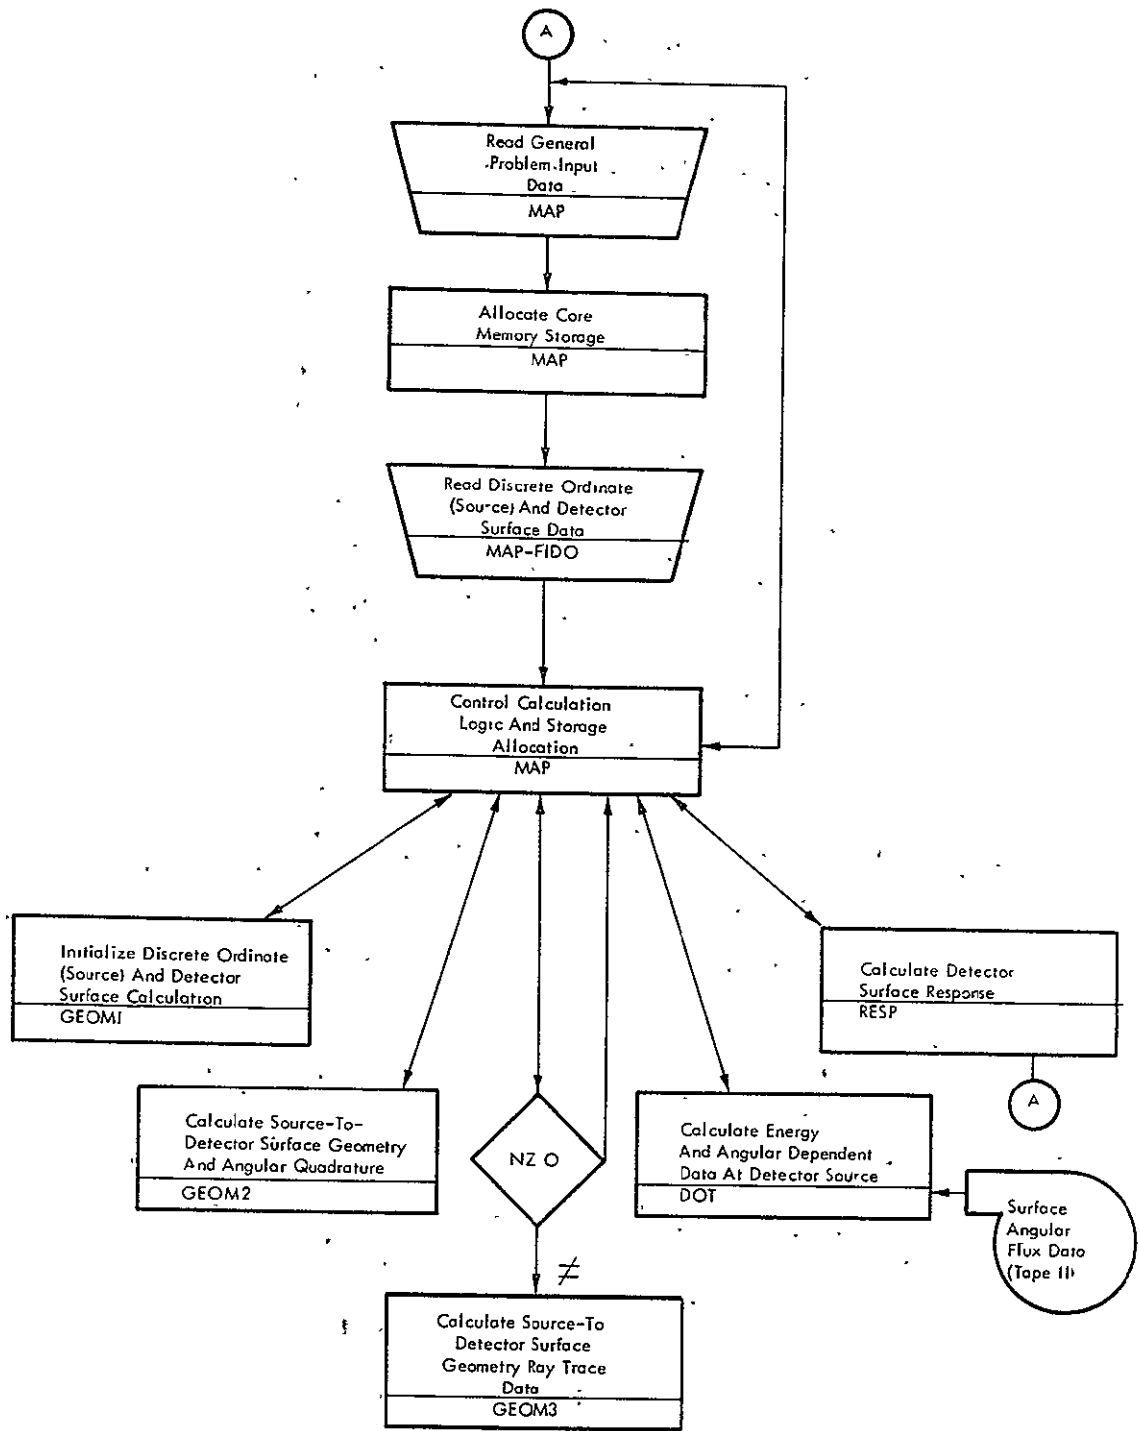 A
Read General
Problem Input
Data
MAP
Allocate Core
Memory Storage
MAP
Read Discrete Ordinate
(Source) And Detector
Surface Data
MAP-FIDO
Control Calculation
Logic And Storage
Allocation
MAP
Initialize Discrete Ordinate
(Source) And Detector
Surface Calculation
GEOM1
Calculate Detector
Surface Response
RESP
A
Calculate Source-To-
Detector Surface Geometry
And Angular Quadrature
GEOM2
NZ O
Calculate Energy
And Angular Dependent
Data At Detector Source
DOT
Surface
Angular
Flux Data
(Tape 11)
≠
Calculate Source-To
Detector Surface
Geometry Ray Trace
Data
GEOM3